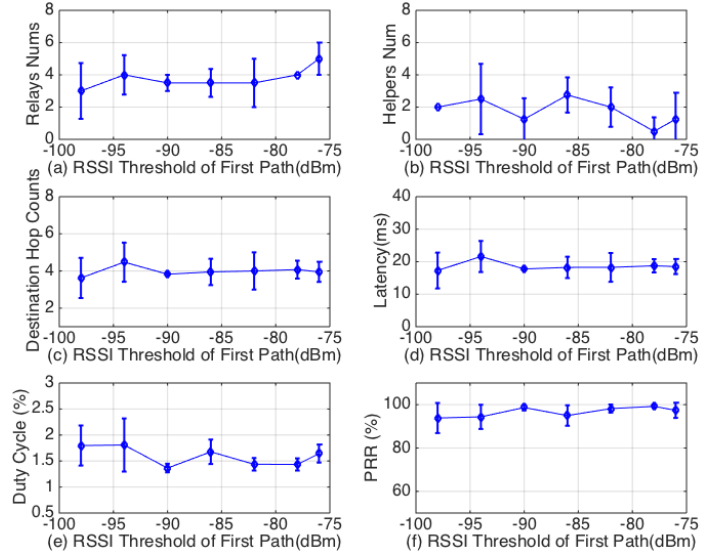 8
6
4
2
0
Relays Nums
-100 -95 -90 -85 -80 -75
(a) RSSI Threshold of First Path(dBm)
8
6
4
2
0
Helpers Nums
-100 -95 -90 -85 -80 -75
(b) RSSI Threshold of First Path(dBm)
8
6
4
2
Destination Hop Counts
-100 -95 -90 -85 -80 -75
(c) RSSI Threshold of First Path(dBm)
40
30
20
10
0
Latency(ms)
-100 -95 -90 -85 -80 -75
(d) RSSI Threshold of First Path(dBm)
3
2.5
2
1.5
1
0.5
Duty Cycle (%)
-100 -95 -90 -85 -80 -75
(e) RSSI Threshold of First Path(dBm)
100
80
60
PRR (%)
-100 -95 -90 -85 -80 -75
(f) RSSI Threshold of First Path(dBm)